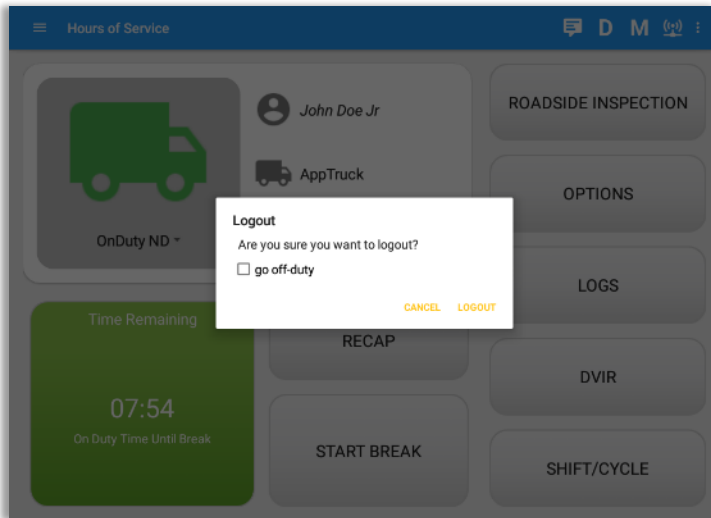 Hours of Service
D M
John Doe Jr
AppTruck
OnDuty ND
Time Remaining
07:54
On Duty Time Until Break
Logout
Are you sure you want to logout?
go off-duty
CANCEL LOGOUT
RECAP
START BREAK
ROADSIDE INSPECTION
OPTIONS
LOGS
DVIR
SHIFT/CYCLE